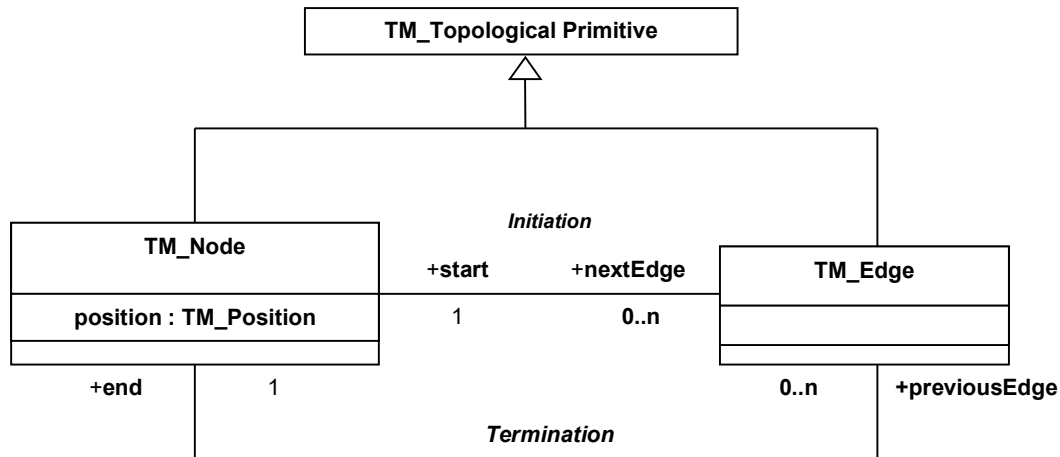 TM_Topological Primitive
Initiation
TM_Node
TM_Edge
+start
+nextEdge
position : TM_Position
1
0..n
+end
1
0..n
+previousEdge
Termination